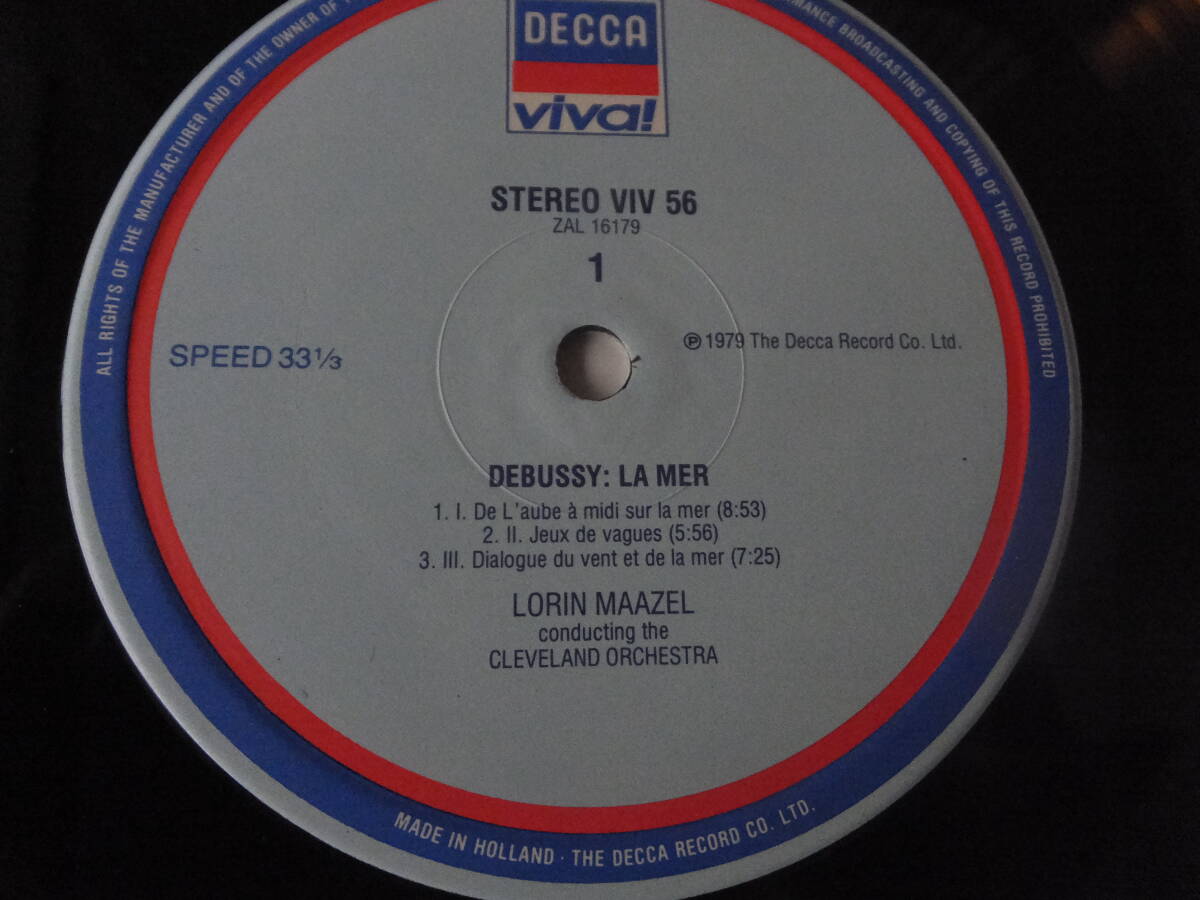 DECCA
viva!
STEREO VIV 56
ZAL 16179
1
SPEED 33 1/3
℗ 1979 The Decca Record Co. Ltd.
DEBUSSY: LA MER
1. I. De L'aube à midi sur la mer (8:53)
2. II. Jeux de vagues (5:56)
3. III. Dialogue du vent et de la mer (7:25)
LORIN MAAZEL
conducting the
CLEVELAND ORCHESTRA
ALL RIGHTS OF THE MANUFACTURER AND OF THE OWNER OF
BROADCASTING AND COPYING OF THIS RECORD PROHIBITED
MADE IN HOLLAND · THE DECCA RECORD CO. LTD.